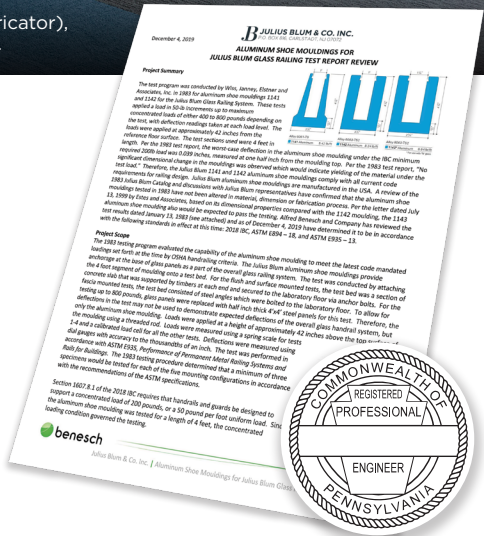 ricator),
JB JULIUS BLUM & CO. INC.
P.O. BOX 816, CARLSTADT, NJ 07072
December 4, 2019
ALUMINUM SHOE MOULDINGS FOR
JULIUS BLUM GLASS RAILING TEST REPORT REVIEW
Project Summary
The test program was conducted by Wiss, Janney, Elstner and
Associates, Inc. in 1983 for aluminum shoe mouldings 1141
and 1142 for the Julius Blum Glass Railing System. These tests
applied a load in 50-lb increments up to maximum
concentrated loads of either 400 to 800 pounds depending on
the test, with deflection readings taken at each load level. The
loads were applied at approximately 42 inches from the
reference floor surface. The test sections used were 4 feet in
length. Per the 1983 test report, the worst-case deflection in the aluminum shoe moulding under the IBC minimum
required 200lb load was 0.039 inches, measured at one half inch from the moulding top. Per the 1983 test report, "No
significant dimensional change in the mouldings was observed which would indicate yielding of the material under the
test load." Therefore, the Julius Blum 1141 and 1142 aluminum shoe mouldings comply with all current code
requirements for railing design. Julius Blum aluminum shoe mouldings are manufactured in the USA. A review of the
1983 Julius Blum Catalog and discussions with Julius Blum representatives have confirmed that the aluminum shoe
mouldings tested in 1983 have not been altered in material, dimension or fabrication process. Per the letter dated July
13, 1999 by Estes and Associates, based on its dimensional properties compared with the 1142 moulding, the 1143
aluminum shoe moulding also would be expected to pass the testing. Alfred Benesch and Company has reviewed the
test results dated January 13, 1983 (see attached) and as of December 4, 2019 have determined it to be in accordance
with the following standards in effect at this time: 2018 IBC, ASTM E894 – 18, and ASTM E935 – 13.
Project Scope
The 1983 testing program evaluated the capability of the aluminum shoe moulding to meet the latest code mandated
loadings set forth at the time by OSHA handrailing criteria. The Julius Blum aluminum shoe mouldings provide
anchorage at the base of glass panels as a part of the overall glass railing system. The test was conducted by attaching
the 4 foot segment of moulding onto a test bed. For the flush and surface mounted tests, the test bed was a section of
concrete slab that was supported by timbers at each end and secured to the laboratory floor via anchor bolts. For the
fascia mounted tests, the test bed consisted of steel angles which were bolted to the laboratory floor. To allow for
testing up to 800 pounds, glass panels were replaced with half inch thick 4'x4' steel panels for this test. Therefore, the
deflections in the test may not be used to demonstrate expected deflections of the overall glass handrail system, but
only the aluminum shoe moulding. Loads were applied at a height of approximately 42 inches above the top surface of
the moulding using a threaded rod. Loads were measured using a spring scale for tests
1-4 and a calibrated load cell for all the other tests. Deflections were measured using
dial gauges with accuracy to the thousandths of an inch. The test was performed in
accordance with ASTM E935, Performance of Permanent Metal Railing Systems and
Rails for Buildings. The 1983 testing procedure determined that a minimum of three
specimens would be tested for each of the five mounting configurations in accordance
with the recommendations of the ASTM specifications.
Section 1607.8.1 of the 2018 IBC requires that handrails and guards be designed to
support a concentrated load of 200 pounds, or a 50 pound per foot uniform load. Since
the aluminum shoe moulding was tested for a length of 4 feet, the concentrated
loading condition governed the testing.
benesch
Julius Blum & Co. Inc. | Aluminum Shoe Mouldings for Julius Blum Glass
COMMONWEALTH OF
REGISTERED
PROFESSIONAL
ENGINEER
PENNSYLVANIA